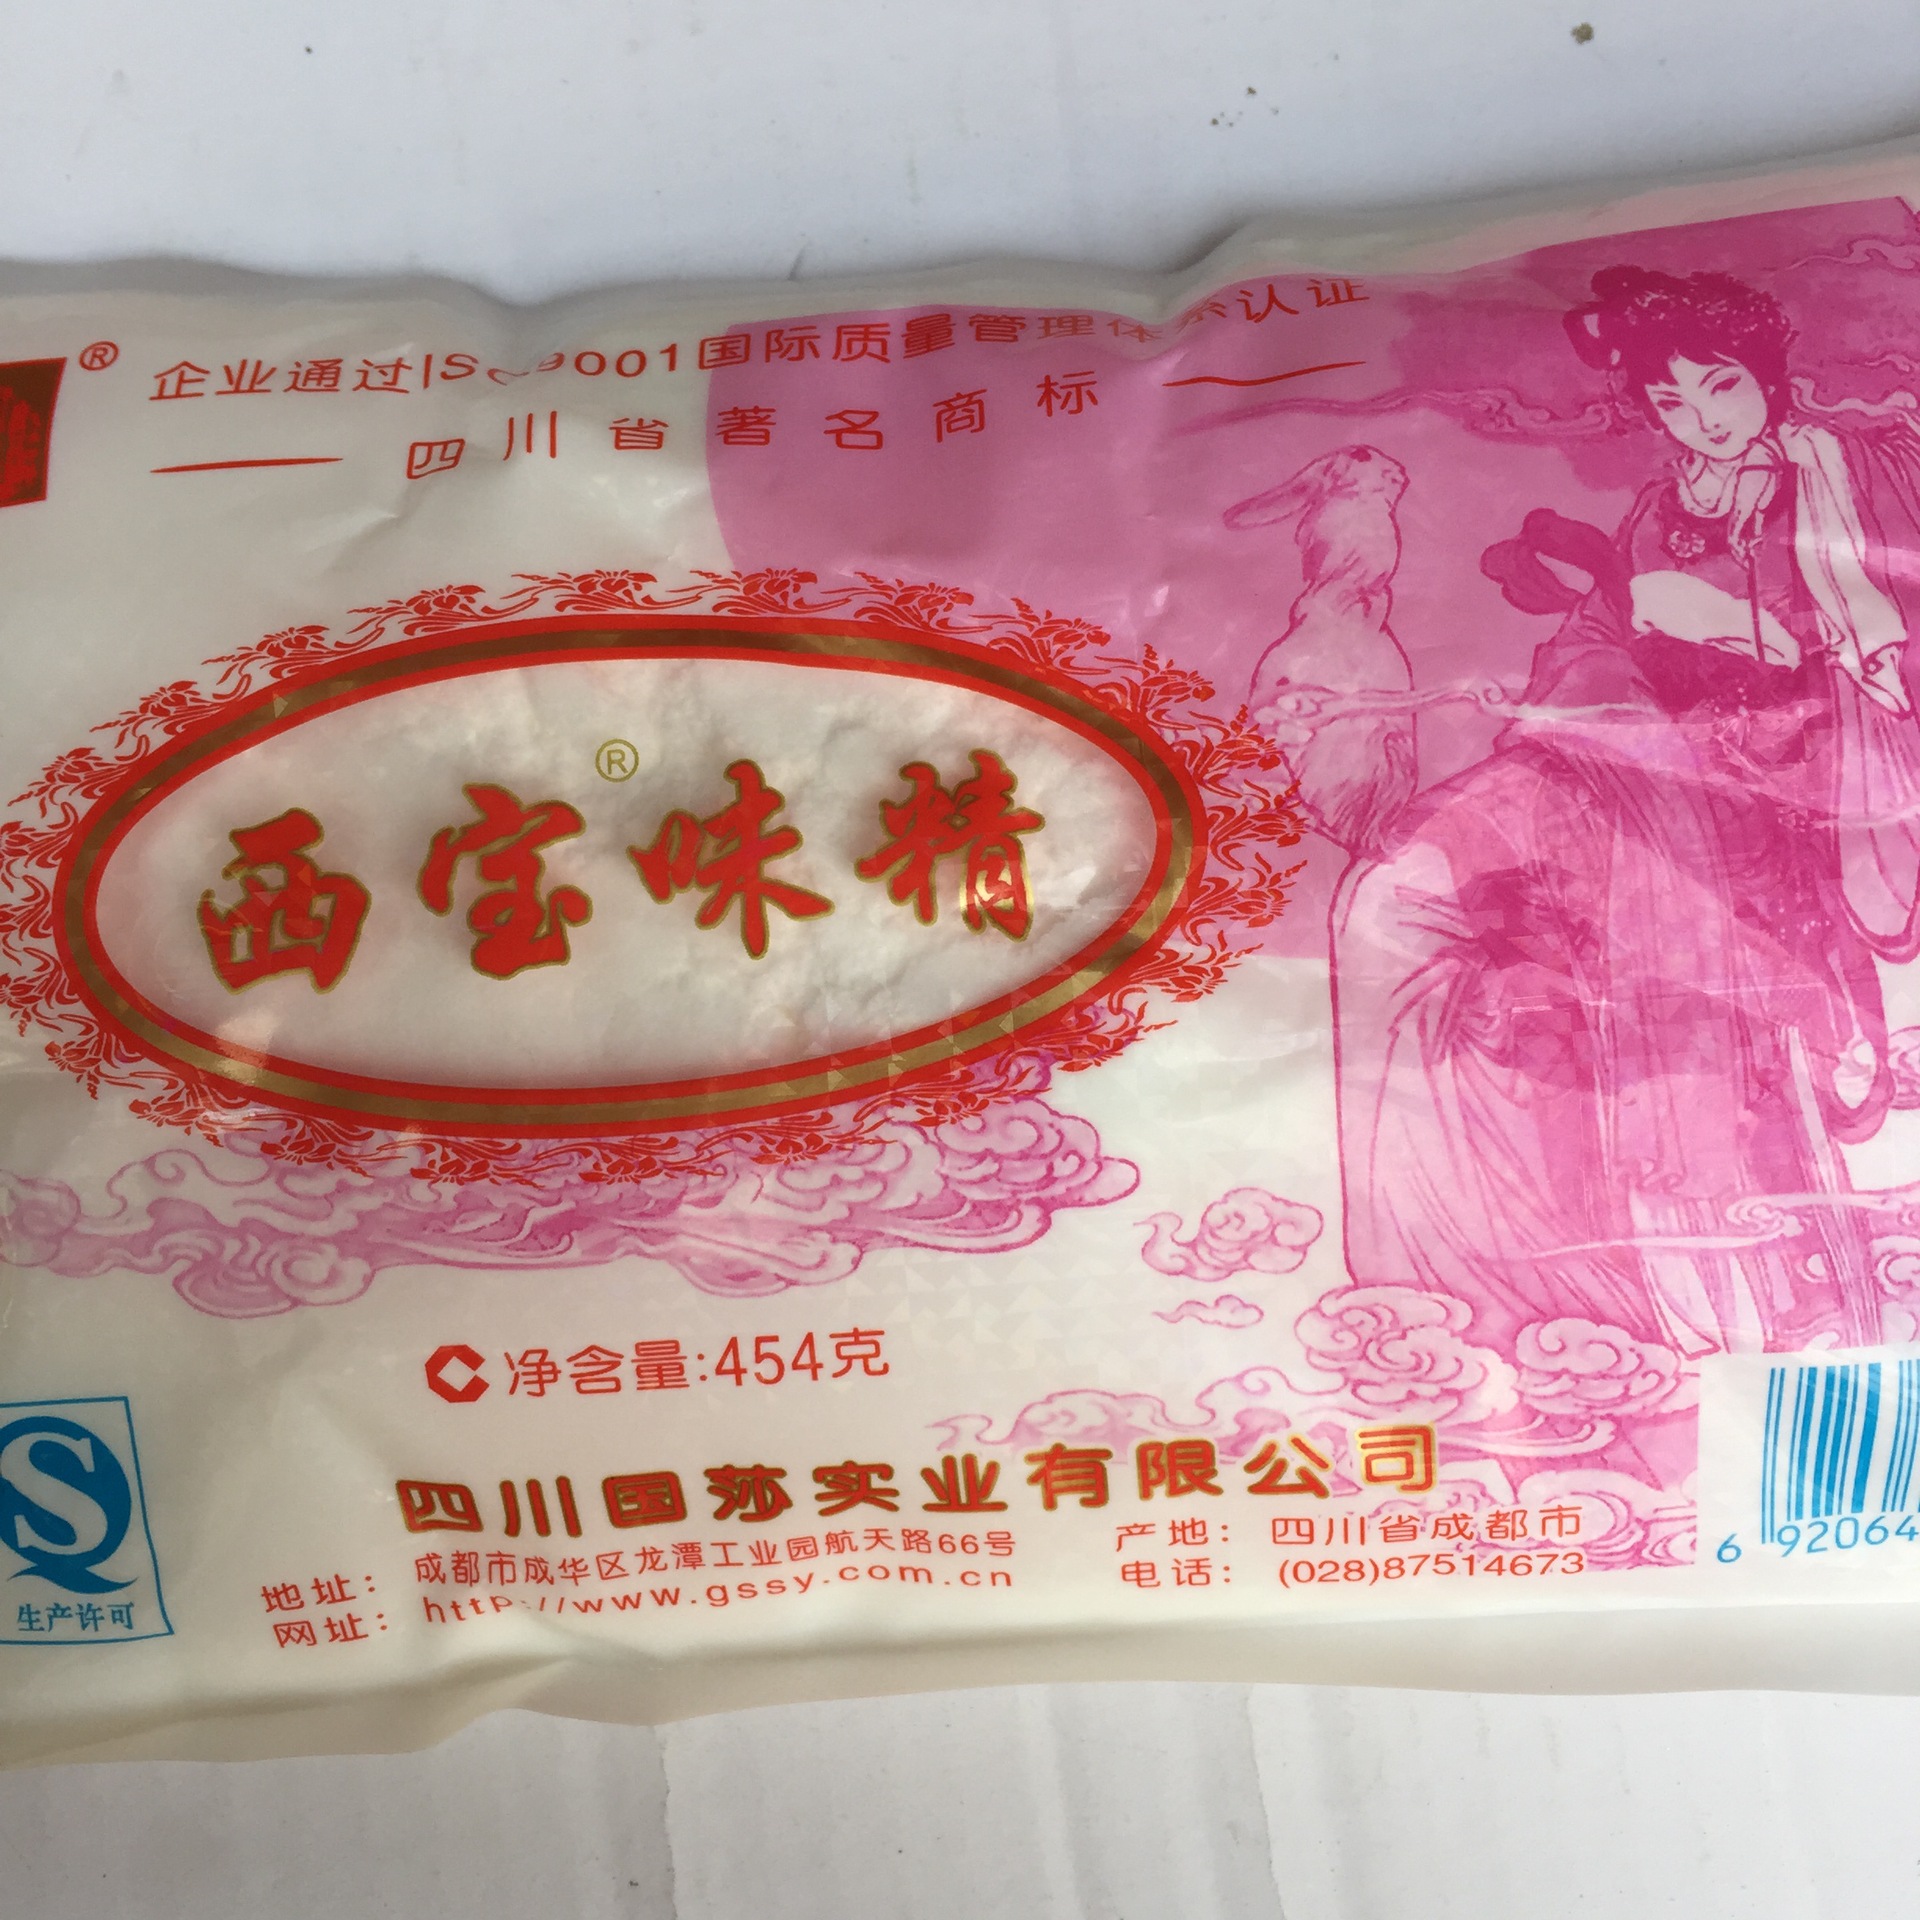 ®
企业通过ISO9001国际质量管理体系认证
四川省著名商标
®
西宝味精
净含量:454克
四川国莎实业有限公司
地址: 成都市成华区龙潭工业园航天路66号
网址: http://www.gssy.com.cn
产地: 四川省成都市
电话: (028)87514673
生产许可
6 92064